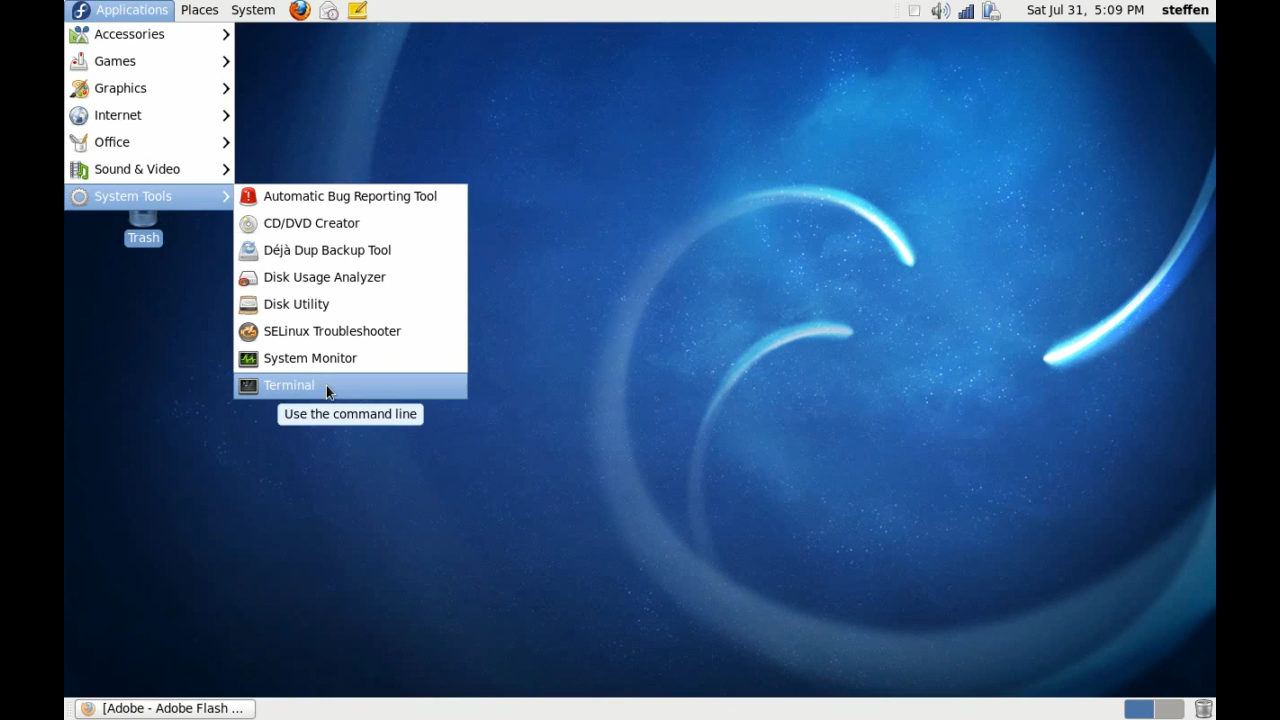 Applications Places System Sat Jul 31, 5:09 PM steffen
Accessories
Games
Graphics
Internet
Office
Sound & Video
System Tools
Automatic Bug Reporting Tool
CD/DVD Creator
Déjà Dup Backup Tool
Disk Usage Analyzer
Disk Utility
SELinux Troubleshooter
System Monitor
Terminal
Use the command line
Trash
[Adobe - Adobe Flash ...